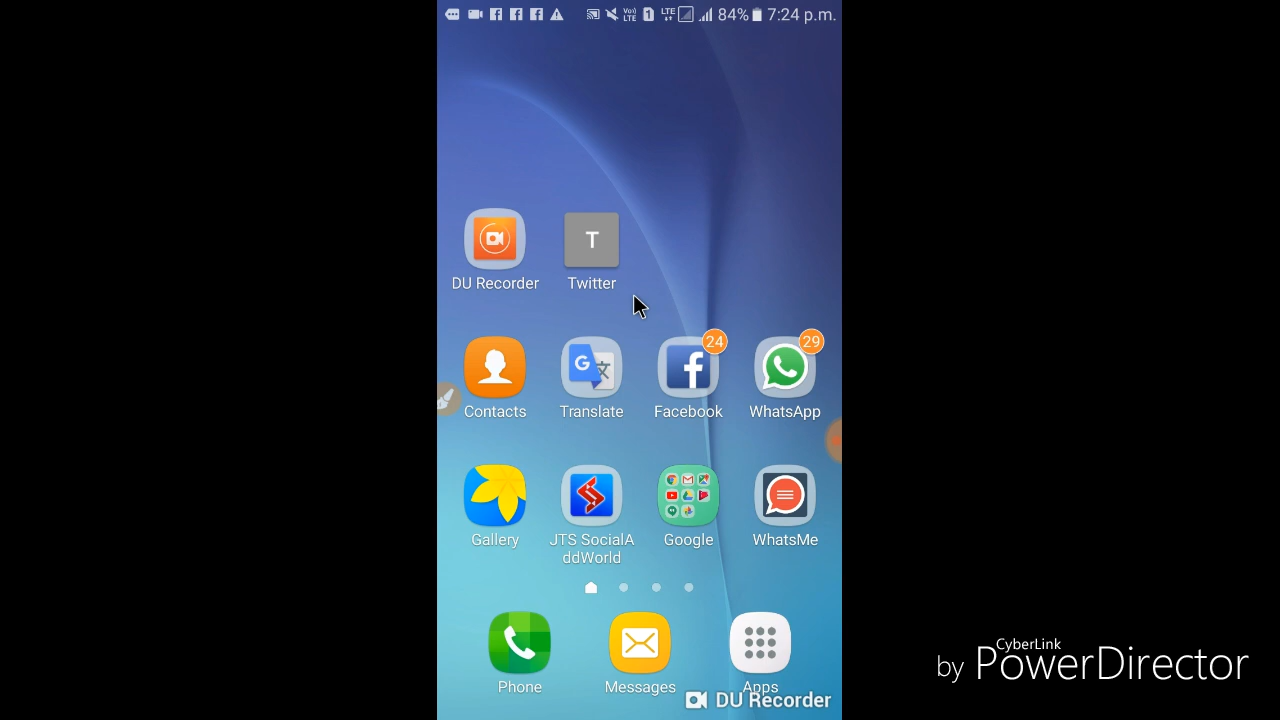 84% 7:24 p.m.
T
DU Recorder Twitter
24 29
Contacts Translate Facebook WhatsApp
Gallery JTS SocialA Google WhatsMe
ddWorld
Phone Messages Apps
DU Recorder
CyberLink
by PowerDirector